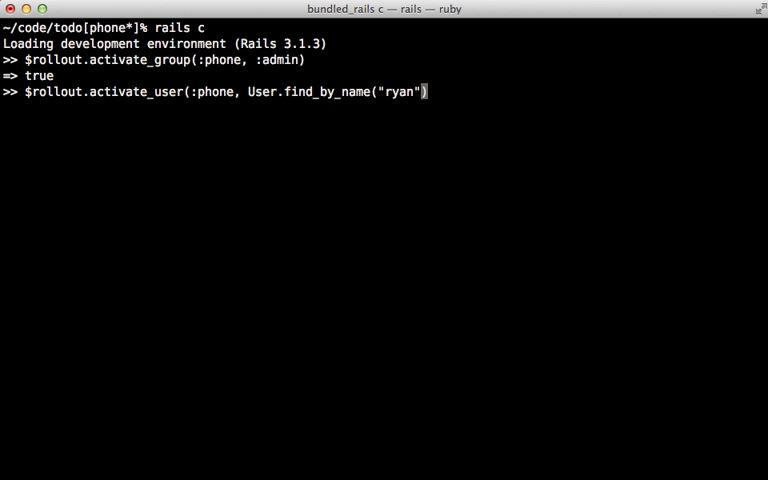 bundled_rails c — rails — ruby
~/code/todo[phone*]% rails c
Loading development environment (Rails 3.1.3)
>> $rollout.activate_group(:phone, :admin)
=> true
>> $rollout.activate_user(:phone, User.find_by_name("ryan")